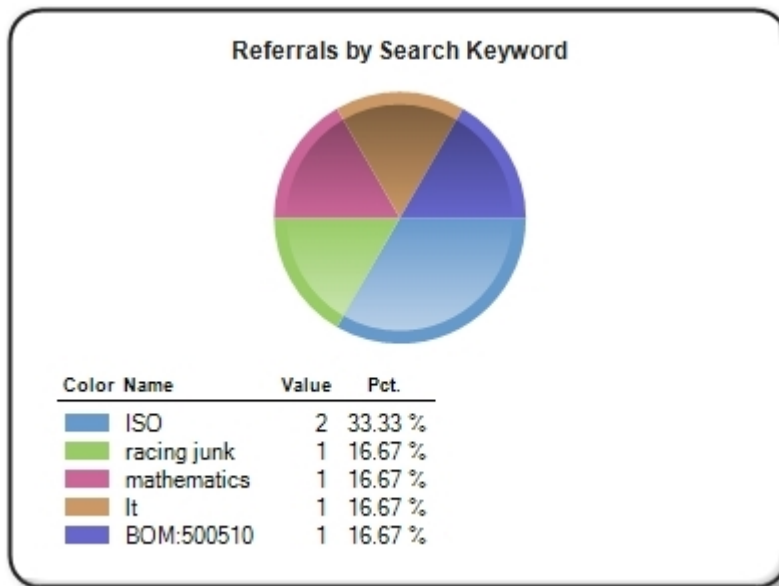 Referrals by Search Keyword
Color Name Value Pct.
ISO 2 33.33 %
racing junk 1 16.67 %
mathematics 1 16.67 %
lt 1 16.67 %
BOM:500510 1 16.67 %